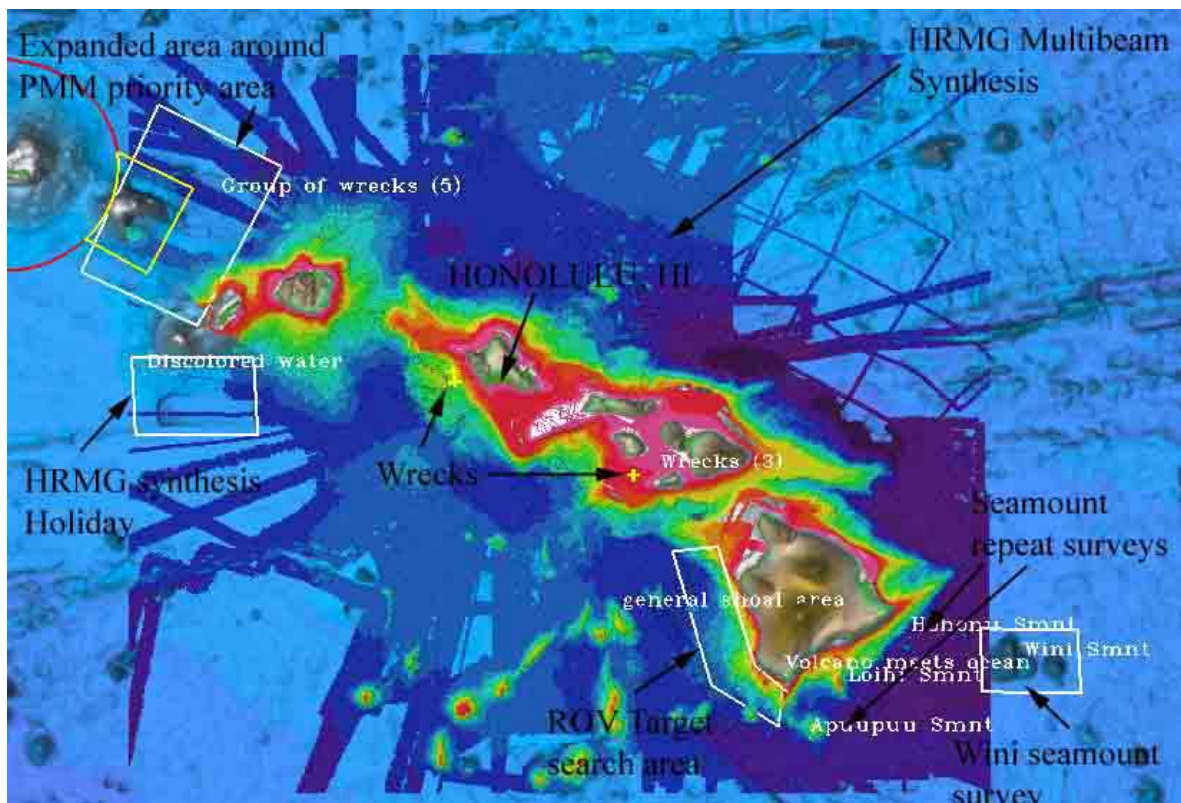 Expanded area around
PMM priority area
HRMG Multibeam
Synthesis
Group of wrecks (5)
HONOLULU, HI
Discolored water
HRMG synthesis
Holiday
Wrecks
Wrecks (3)
Seamount
repeat surveys
general shoal area
Hohonu Smnt
Wini Smnt
Volcano meets ocean
Loihi Smnt
ROV Target
search area
Apuupuu Smnt
Wini seamount
survey